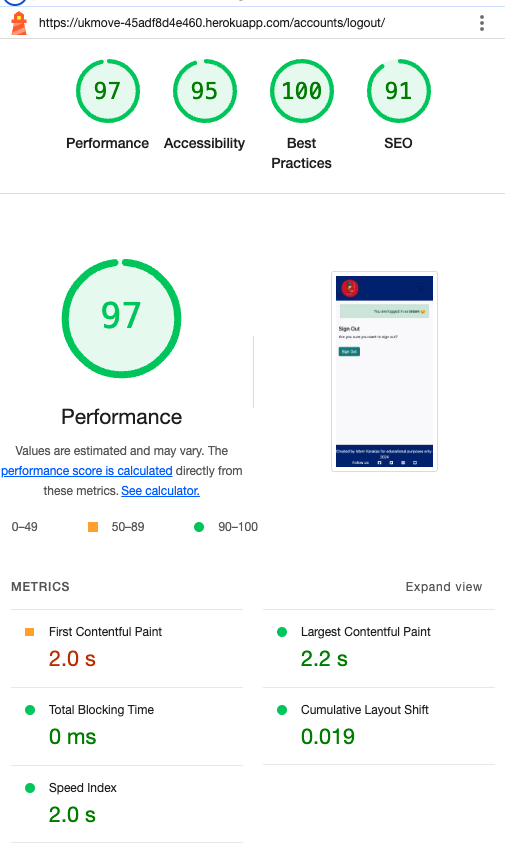 https://ukmove-45adf8d4e460.herokuapp.com/accounts/logout/
97
95
100
91
Performance
Accessibility
Best
Practices
SEO
97
Performance
Values are estimated and may vary. The
performance score is calculated directly from
these metrics. See calculator.
0–49
50–89
90–100
You are logged in as
Sign Out
Are you sure you want to sign out?
Sign Out
Created by
for educational purposes only
2024
Follow us:
METRICS
Expand view
First Contentful Paint
2.0 s
Largest Contentful Paint
2.2 s
Total Blocking Time
0 ms
Cumulative Layout Shift
0.019
Speed Index
2.0 s